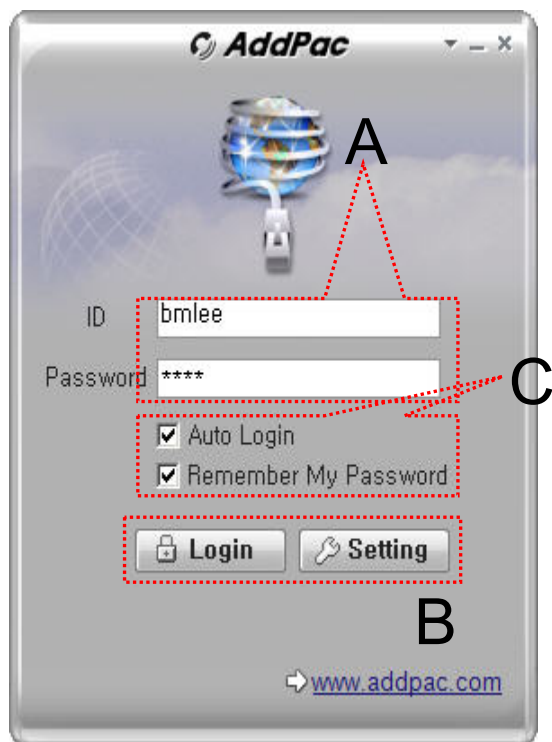 AddPac
A
ID bmlee
Password ****
C
Auto Login
Remember My Password
Login Setting
B
www.addpac.com